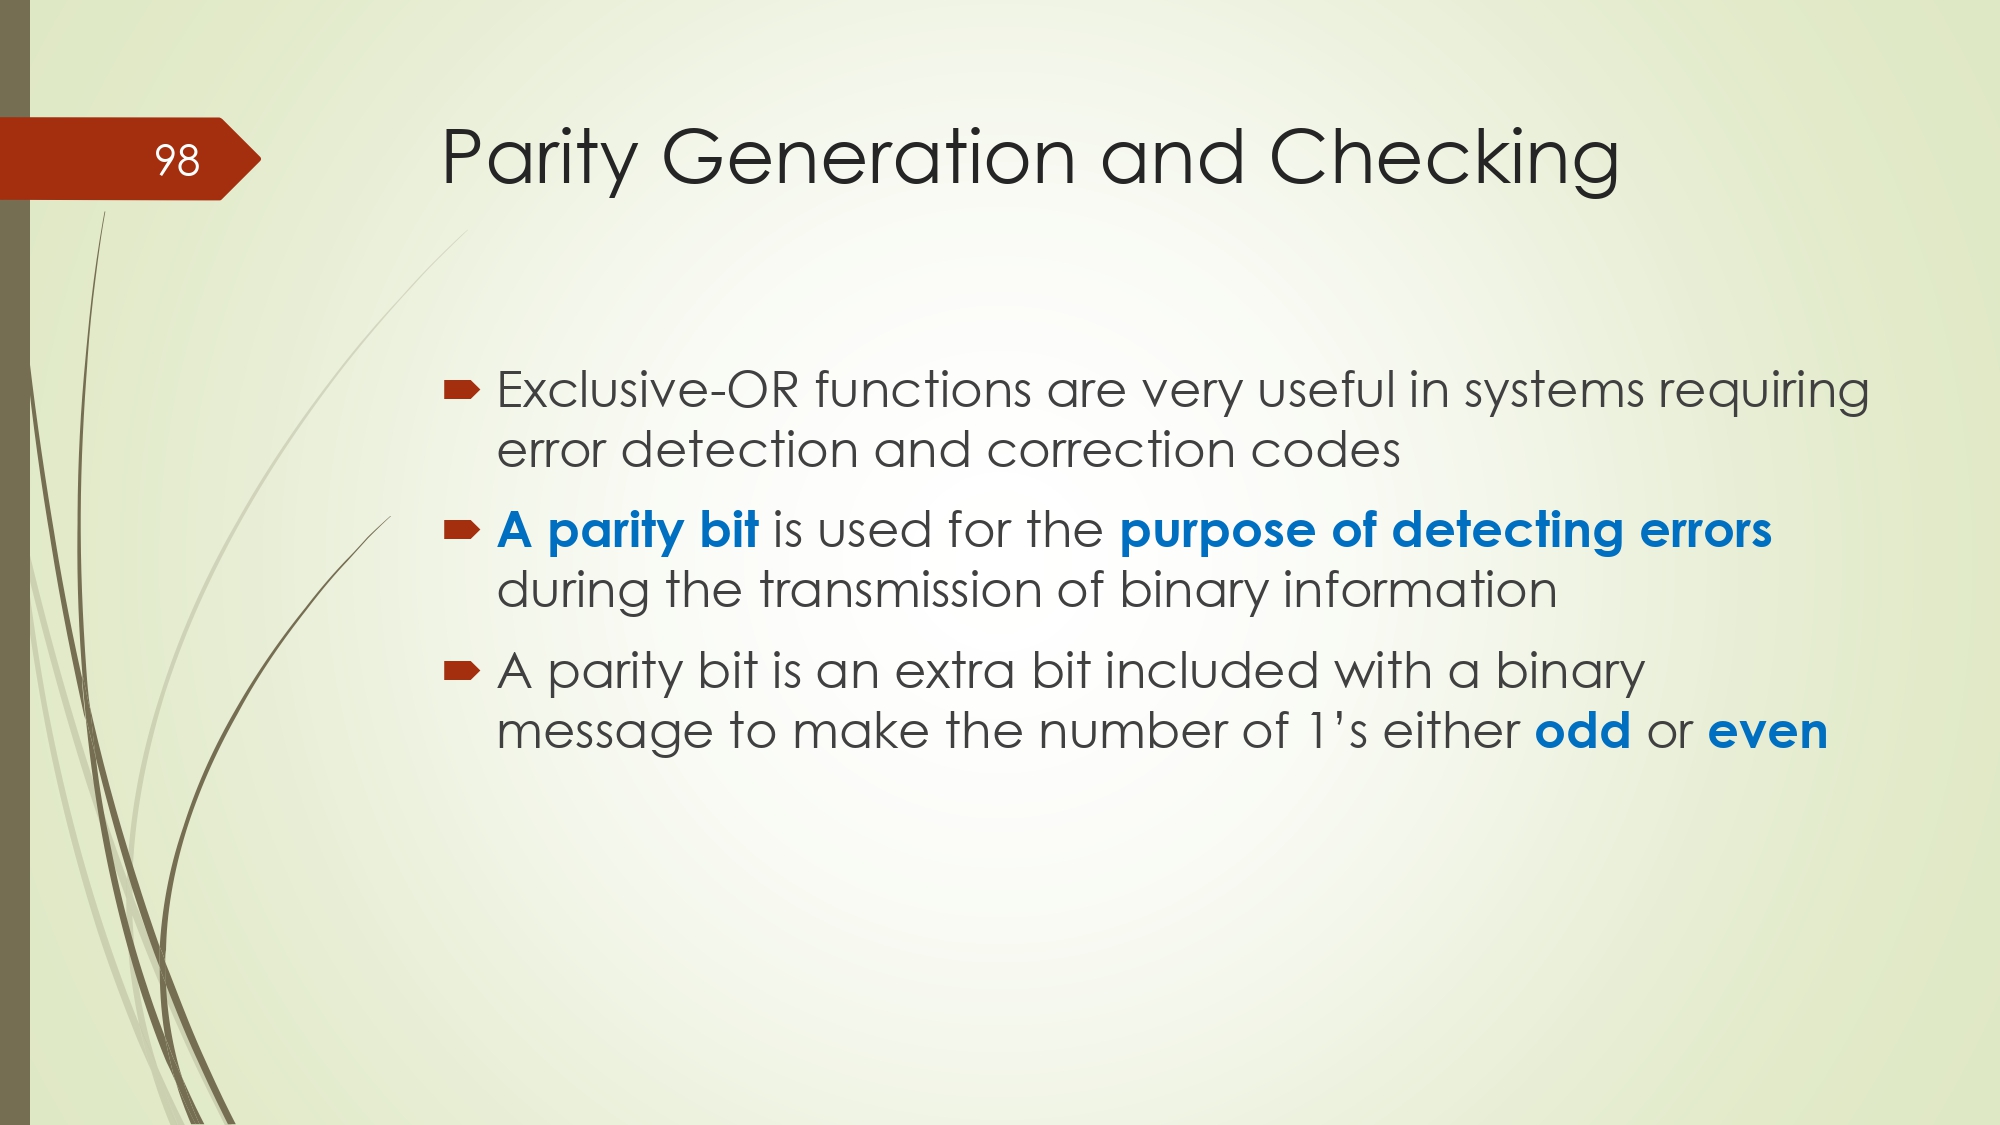 98
Parity Generation and Checking
Exclusive-OR functions are very useful in systems requiring
error detection and correction codes
A parity bit is used for the purpose of detecting errors
during the transmission of binary information
A parity bit is an extra bit included with a binary
message to make the number of 1’s either odd or even